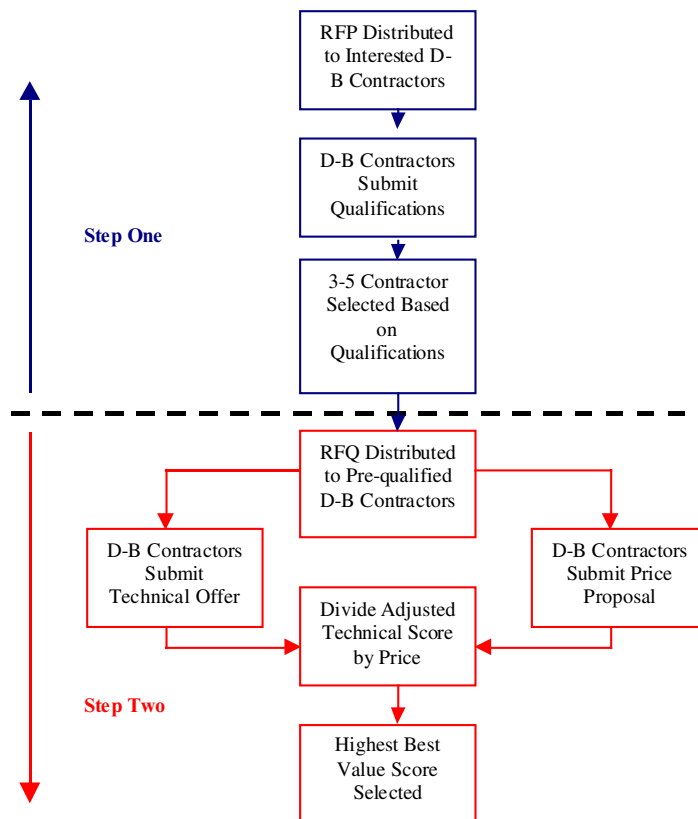 RFP Distributed
to Interested D-
B Contractors
D-B Contractors
Submit
Qualifications
Step One
3-5 Contractor
Selected Based
on
Qualifications
RFQ Distributed
to Pre-qualified
D-B Contractors
D-B Contractors
Submit
Technical Offer
D-B Contractors
Submit Price
Proposal
Divide Adjusted
Technical Score
by Price
Step Two
Highest Best
Value Score
Selected